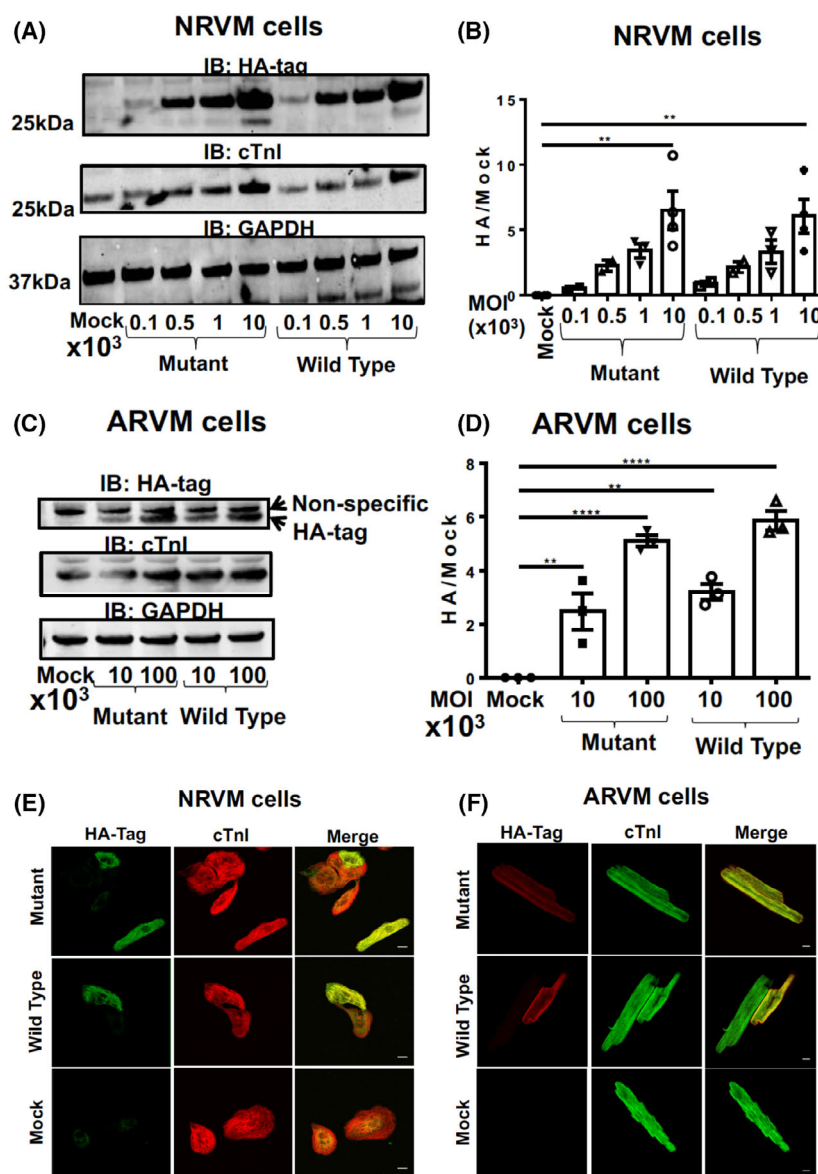 (A)
NRVM cells
IB: HA-tag
25kDa
IB: cTnI
25kDa
IB: GAPDH
37kDa
Mock 0.1 0.5 1 10 0.1 0.5 1 10
x10³
Mutant Wild Type
(B)
NRVM cells
15
10
5
0
HA/Mock
** 
**
MOI
(x10³)
Mock 0.1 0.5 1 10 0.1 0.5 1 10
Mutant Wild Type
(C)
ARVM cells
IB: HA-tag
Non-specific
HA-tag
IB: cTnI
IB: GAPDH
Mock 10 100 10 100
x10³
Mutant Wild Type
(D)
ARVM cells
8
6
4
2
0
HA/Mock
****
**
****
**
MOI Mock 10 100 10 100
x10³
Mutant Wild Type
(E)
NRVM cells
HA-Tag cTnI Merge
Mutant
Wild Type
Mock
(F)
ARVM cells
HA-Tag cTnI Merge
Mutant
Wild Type
Mock